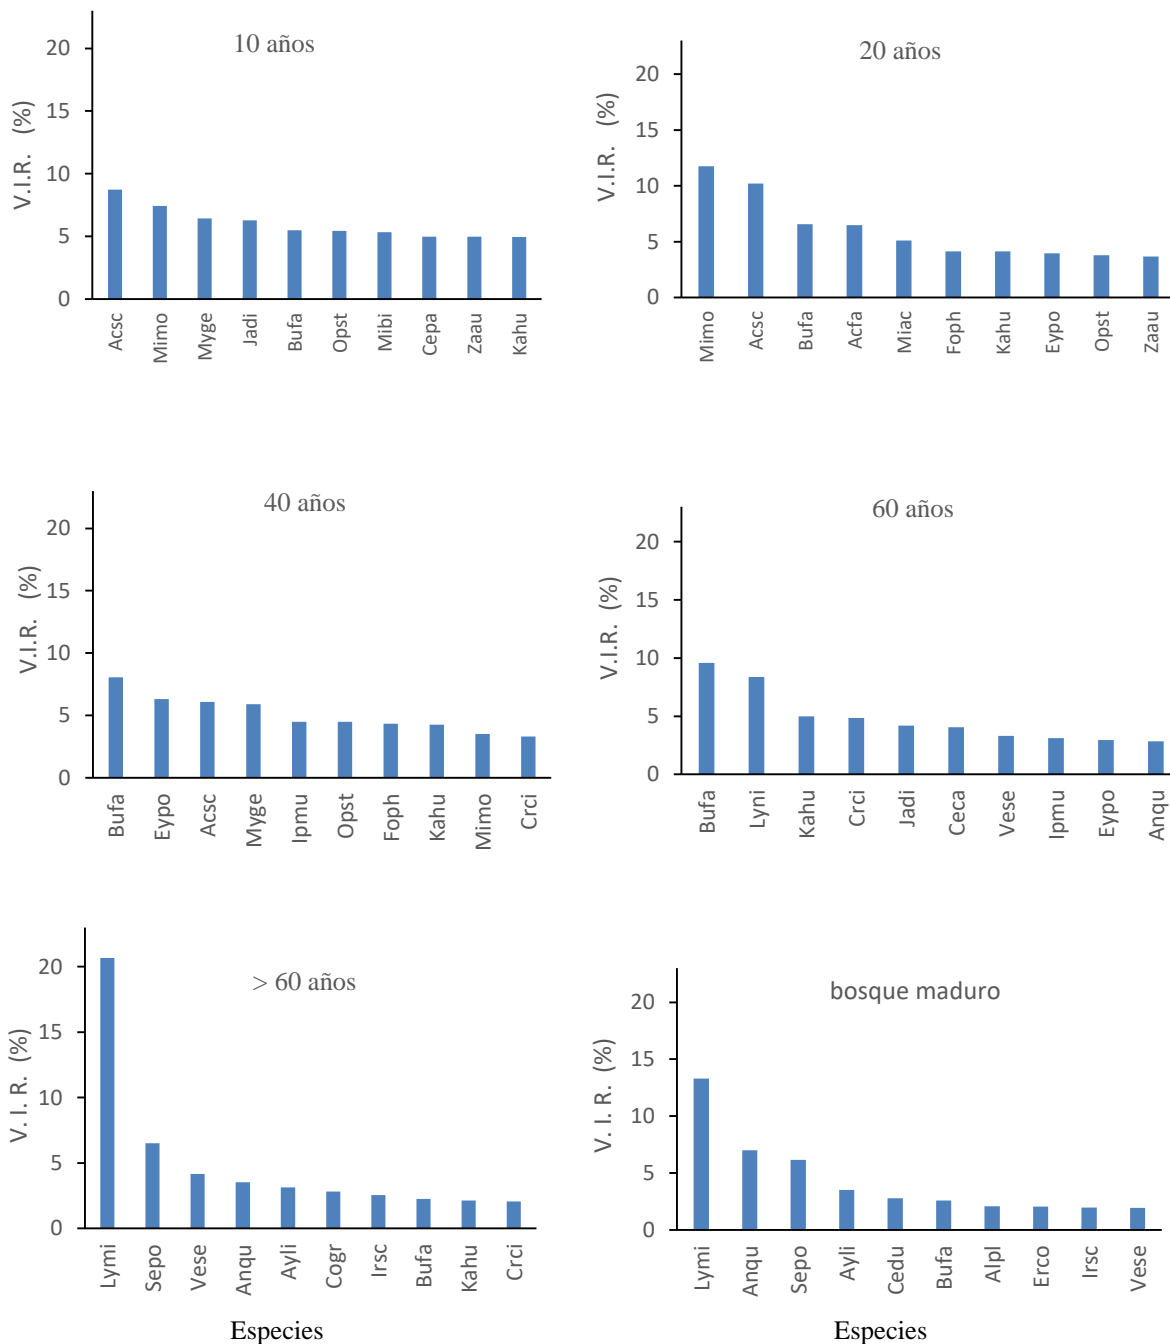 10 años
V.I.R. (%)
20
15
10
5
0
Acsc Mimo Myge Jadi Bufa Opst Mibi Cepa Zaau Kahu
20 años
V.I.R. (%)
20
15
10
5
0
Mimo Acsc Bufa Acfa Miac Foph Kahu Eypo Opst Zaau
40 años
V.I.R. (%)
20
15
10
5
0
Bufa Eypo Acsc Myge Ipmu Opst Foph Kahu Mimo Crci
60 años
V.I.R. (%)
20
15
10
5
0
Bufa Lyni Kahu Crci Jadi Ceca Vese Ipmu Eypo Anqu
> 60 años
V. I. R. (%)
20
15
10
5
0
Lymi Sepo Vese Anqu Ayli Cogr Irsc Bufa Kahu Crci
Especies
bosque maduro
V. I. R. (%)
20
15
10
5
0
Lymi Anqu Sepo Ayli Cedu Bufa Alpl Erco Irsc Vese
Especies